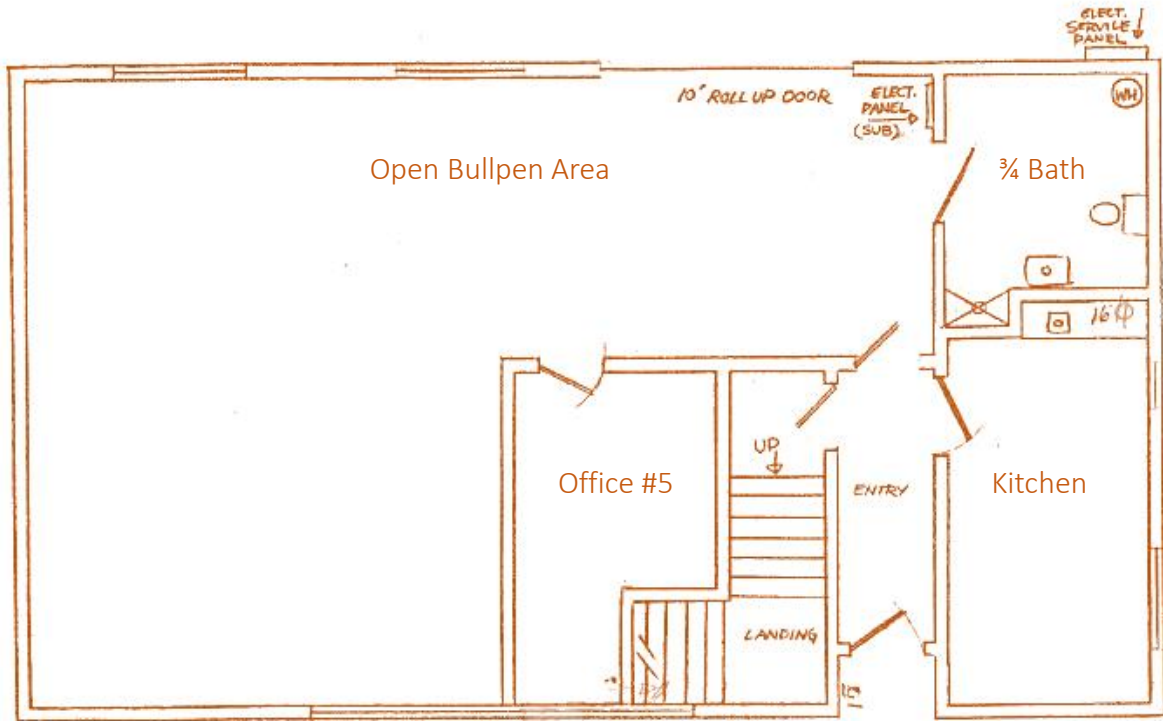 ELECT.
SERVICE
PANEL
10' ROLL UP DOOR
ELECT.
PANEL
(SUB)
WH
Open Bullpen Area
¾ Bath
UP
Office #5
ENTRY
Kitchen
LANDING